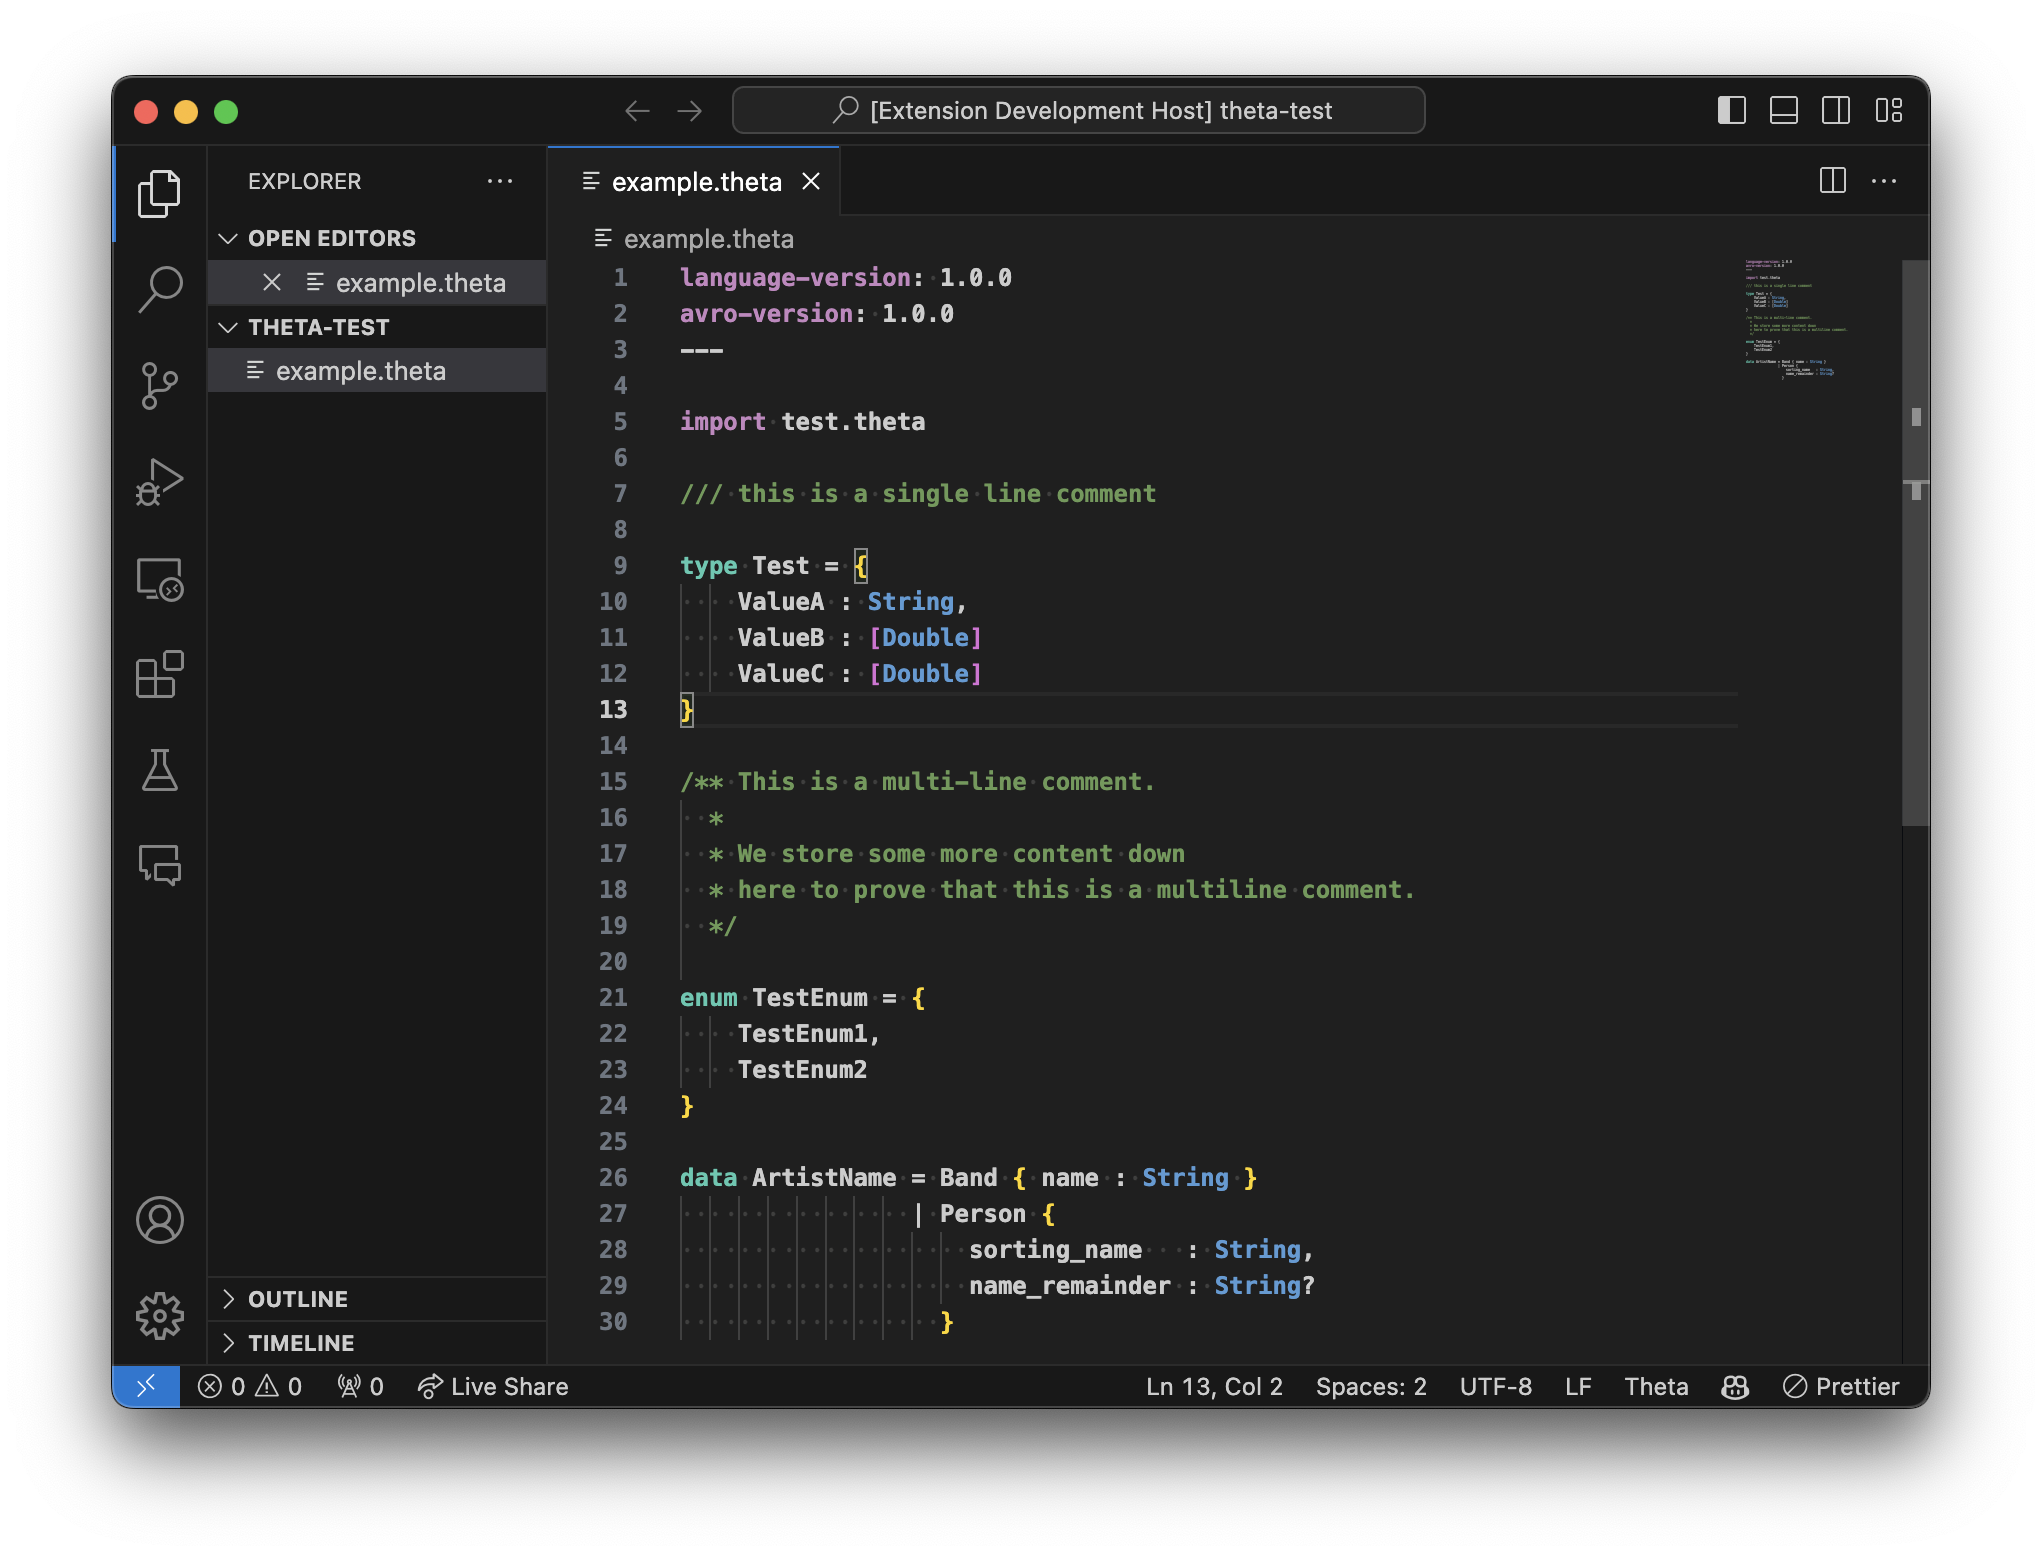 [Extension Development Host] theta-test
EXPLORER
OPEN EDITORS
example.theta
THETA-TEST
example.theta
OUTLINE
TIMELINE
example.theta
example.theta
1 language-version: 1.0.0
2 avro-version: 1.0.0
3 ---
4
5 import test.theta
6
7 /// this is a single line comment
8
9 type Test = {
10     ValueA : String,
11     ValueB : [Double]
12     ValueC : [Double]
13 }
14
15 /** This is a multi-line comment.
16   *
17   * We store some more content down
18   * here to prove that this is a multiline comment.
19   */
20
21 enum TestEnum = {
22     TestEnum1,
23     TestEnum2
24 }
25
26 data ArtistName = Band { name : String }
27                 | Person {
28                     sorting_name   : String,
29                     name_remainder : String?
30                   }
0 0 0 Live Share Ln 13, Col 2 Spaces: 2 UTF-8 LF Theta Prettier